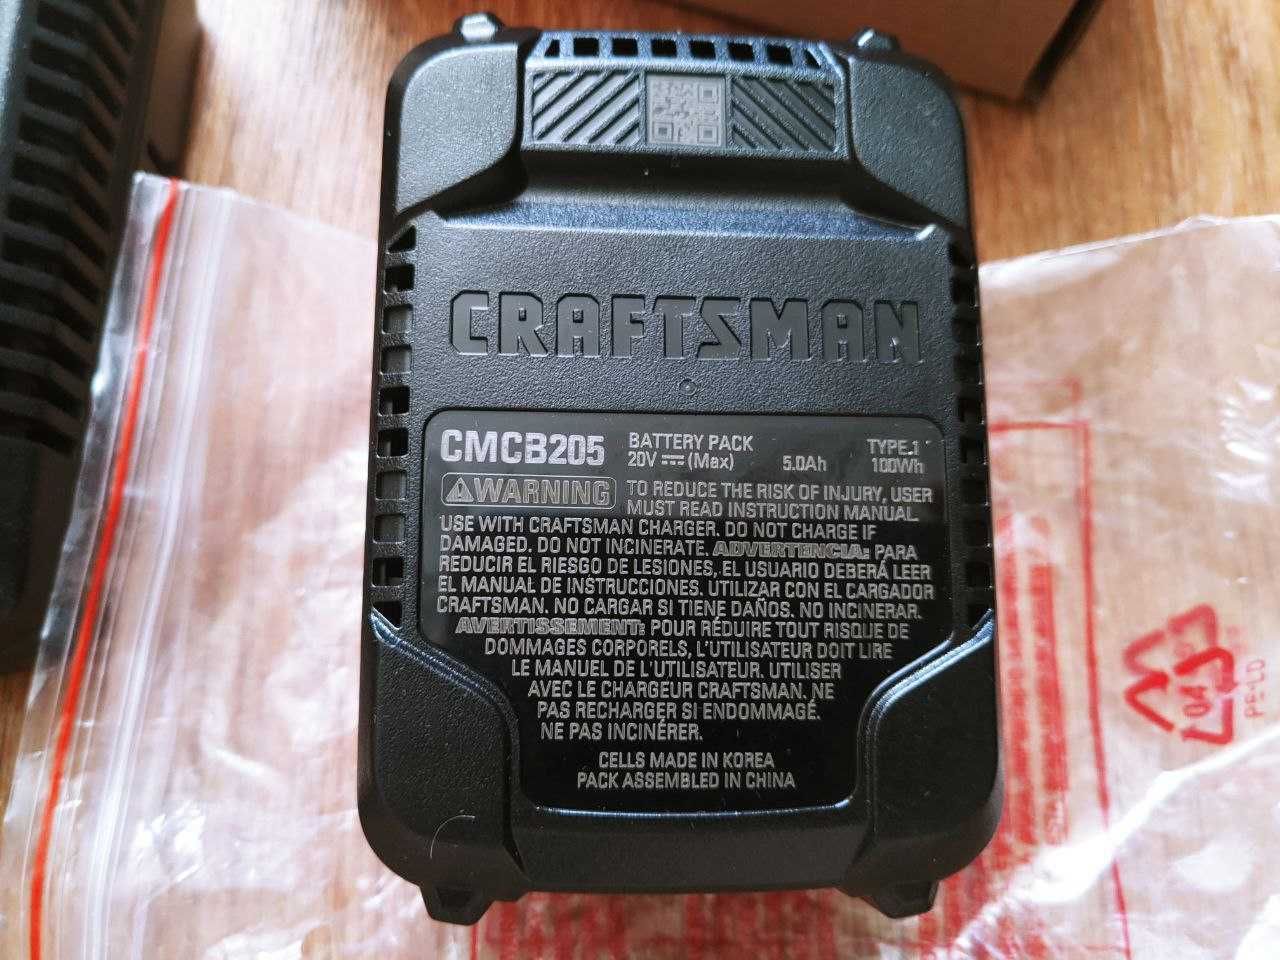 CRAFTSMAN
CMCB205
BATTERY PACK
TYPE.1
20V ⎓ (Max) 5.0Ah 100Wh
⚠WARNING
TO REDUCE THE RISK OF INJURY, USER
MUST READ INSTRUCTION MANUAL.
USE WITH CRAFTSMAN CHARGER. DO NOT CHARGE IF
DAMAGED. DO NOT INCINERATE. ADVERTENCIA: PARA
REDUCIR EL RIESGO DE LESIONES, EL USUARIO DEBERÁ LEER
EL MANUAL DE INSTRUCCIONES. UTILIZAR CON EL CARGADOR
CRAFTSMAN. NO CARGAR SI TIENE DAÑOS. NO INCINERAR.
AVERTISSEMENT: POUR RÉDUIRE TOUT RISQUE DE
DOMMAGES CORPORELS, L'UTILISATEUR DOIT LIRE
LE MANUEL DE L'UTILISATEUR. UTILISER
AVEC LE CHARGEUR CRAFTSMAN. NE
PAS RECHARGER SI ENDOMMAGÉ.
NE PAS INCINÉRER.
CELLS MADE IN KOREA
PACK ASSEMBLED IN CHINA
04
PE-LD